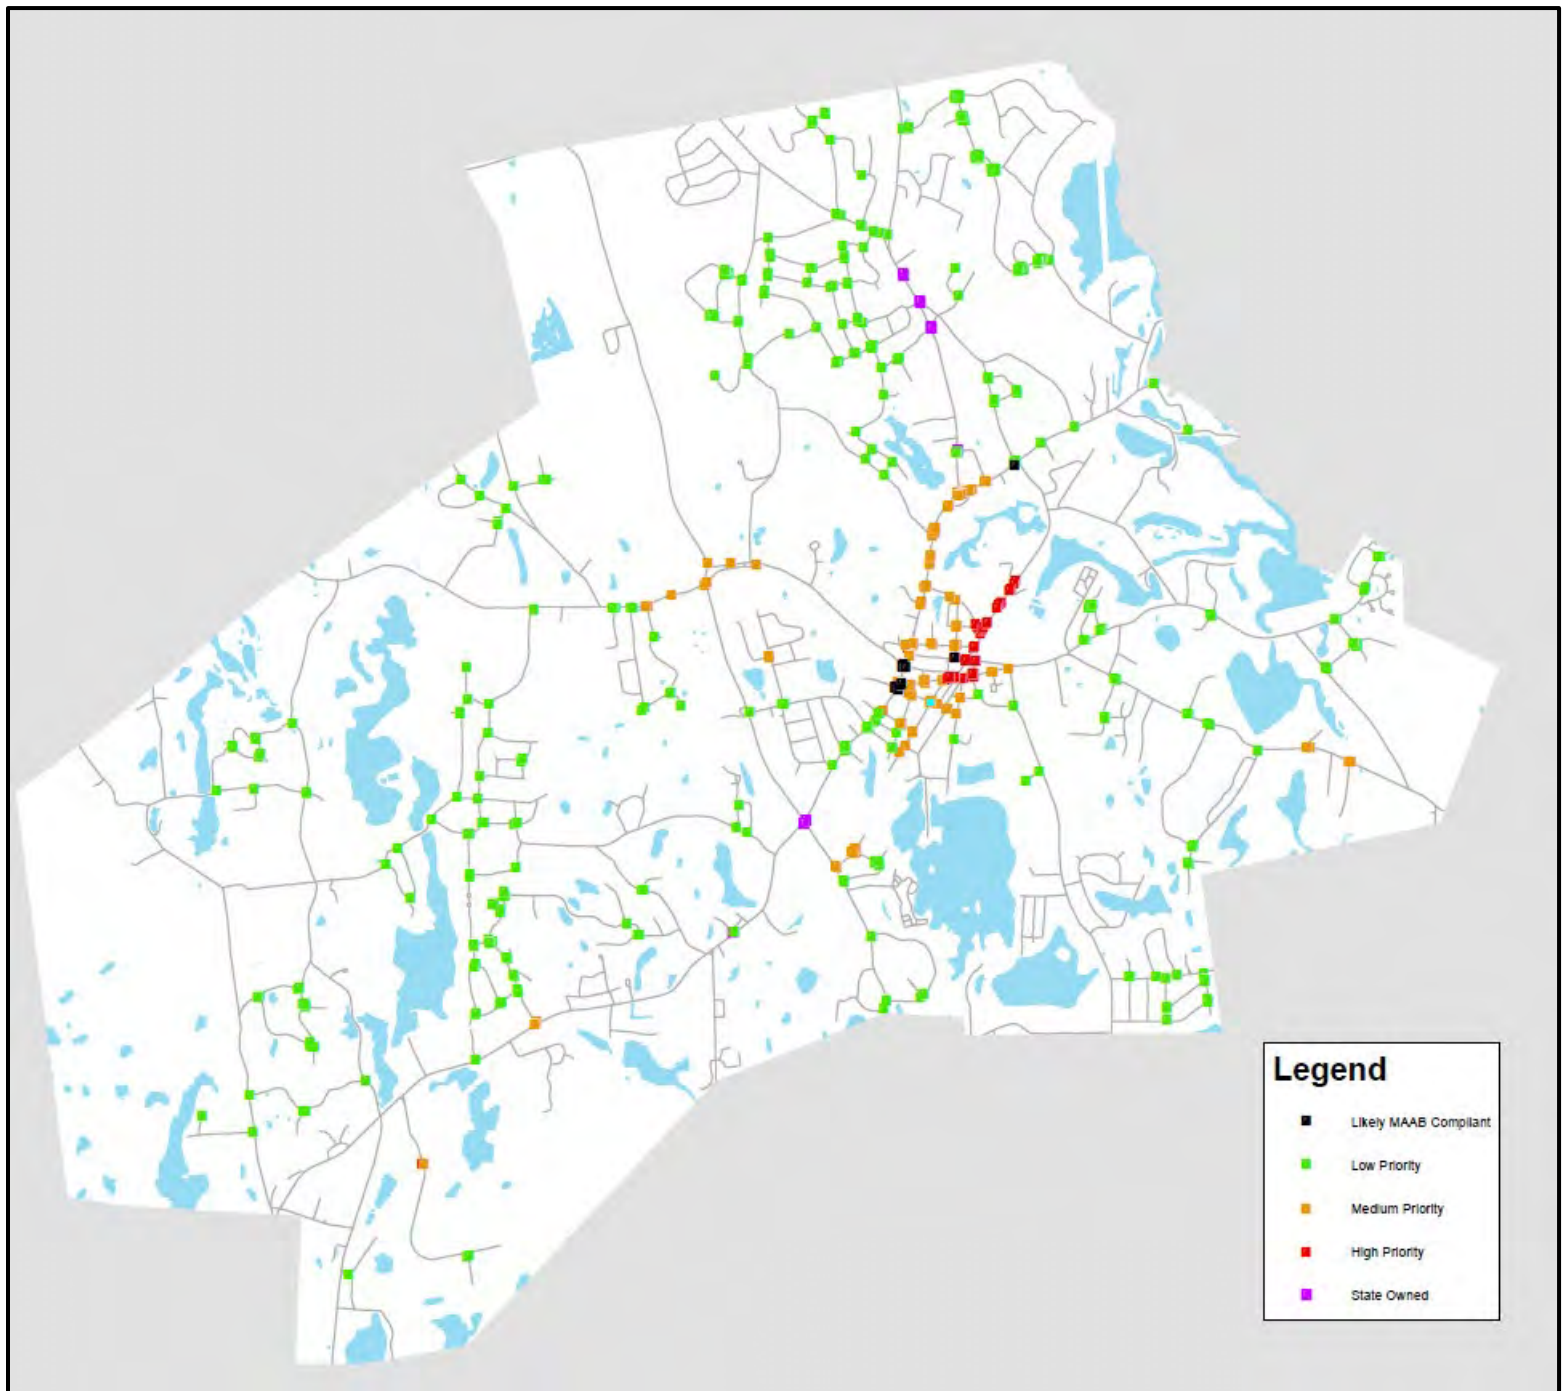 Legend
Likely MAAB Compliant
Low Priority
Medium Priority
High Priority
State Owned